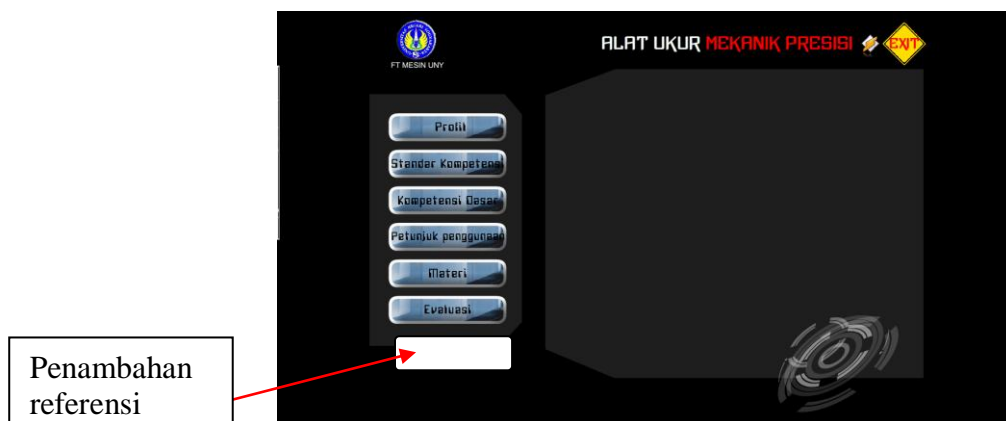 ALAT UKUR MEKANIK PRESISI
EXIT
FT MESIN UNY
Profil
Standar Kompetensi
Kompetensi Dasar
Petunjuk penggunaan
Materi
Evaluasi
Penambahan
referensi